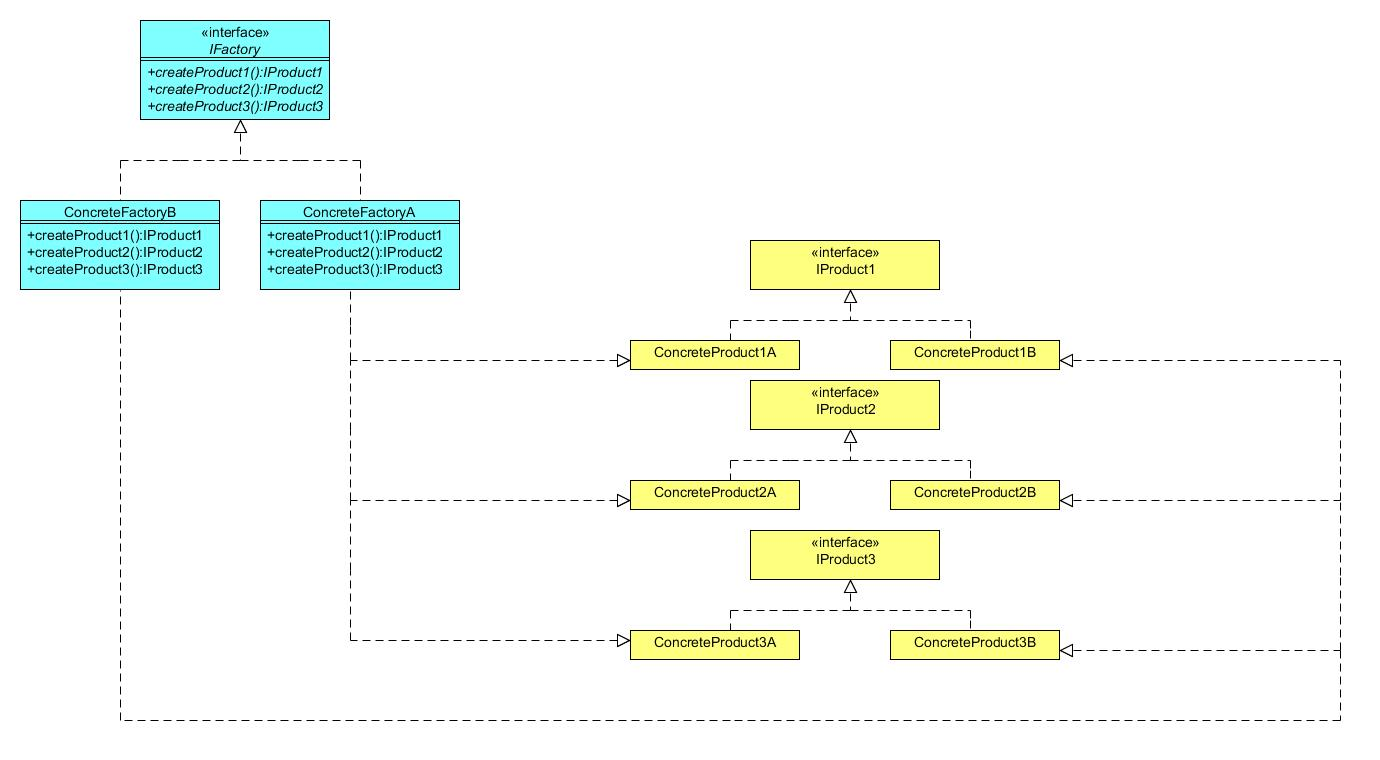 «interface»
IFactory
+createProduct1():IProduct1
+createProduct2():IProduct2
+createProduct3():IProduct3
ConcreteFactoryB
+createProduct1():IProduct1
+createProduct2():IProduct2
+createProduct3():IProduct3
ConcreteFactoryA
+createProduct1():IProduct1
+createProduct2():IProduct2
+createProduct3():IProduct3
«interface»
IProduct1
ConcreteProduct1A
ConcreteProduct1B
«interface»
IProduct2
ConcreteProduct2A
ConcreteProduct2B
«interface»
IProduct3
ConcreteProduct3A
ConcreteProduct3B